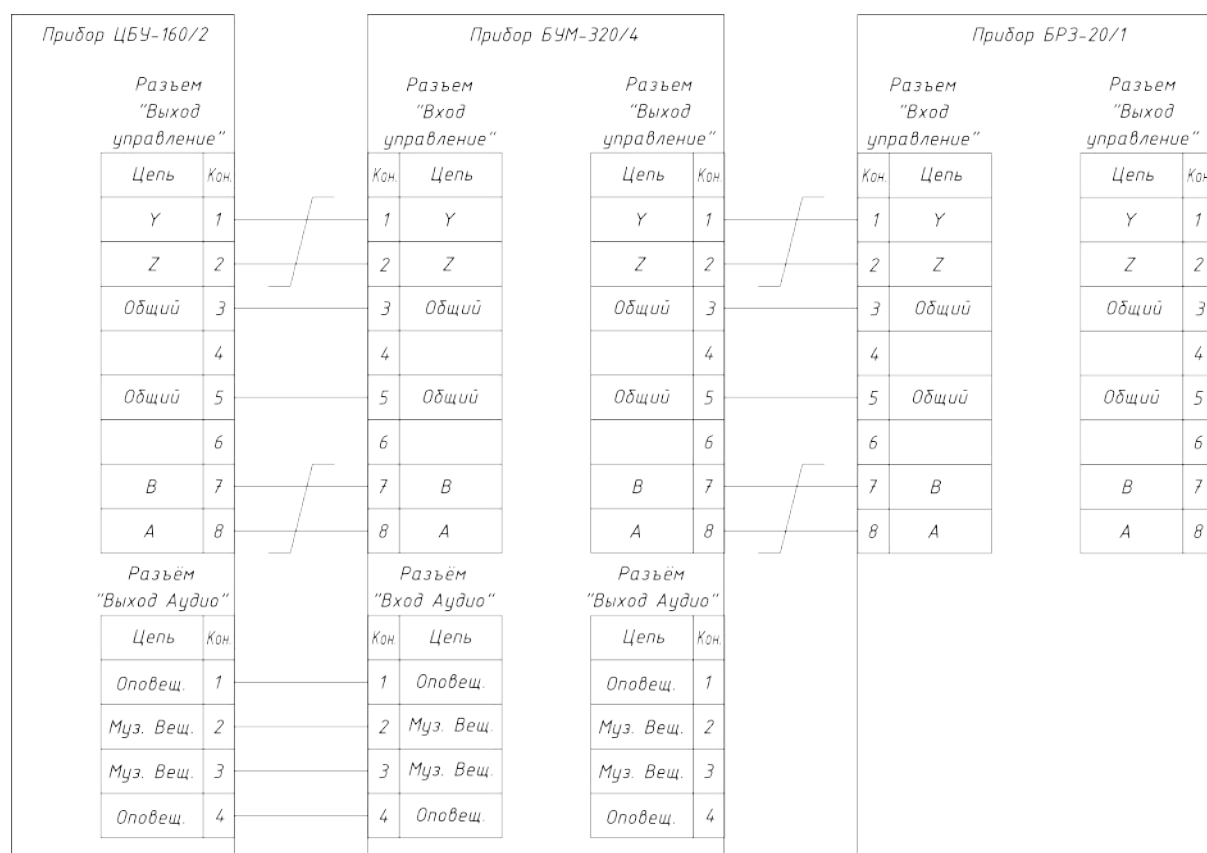 Прибор ЦБУ-160/2
Прибор БУМ-320/4
Прибор БРЗ-20/1
Разъем
"Выход
управление"
Цепь Кон.
Y 1
Z 2
Общий 3
4
Общий 5
6
B 7
A 8
Разъем
"Вход
управление"
Кон. Цепь
1 Y
2 Z
3 Общий
4
5 Общий
6
7 B
8 A
Разъем
"Выход
управление"
Цепь Кон.
Y 1
Z 2
Общий 3
4
Общий 5
6
B 7
A 8
Разъем
"Вход
управление"
Кон. Цепь
1 Y
2 Z
3 Общий
4
5 Общий
6
7 B
8 A
Разъем
"Выход
управление"
Цепь Кон
Y 1
Z 2
Общий 3
4
Общий 5
6
B 7
A 8
Разъём
"Выход Аудио"
Цепь Кон.
Оповещ. 1
Муз. Вещ. 2
Муз. Вещ. 3
Оповещ. 4
Разъём
"Вход Аудио"
Кон. Цепь
1 Оповещ.
2 Муз. Вещ.
3 Муз. Вещ.
4 Оповещ.
Разъём
"Выход Аудио"
Цепь Кон.
Оповещ. 1
Муз. Вещ. 2
Муз. Вещ. 3
Оповещ. 4